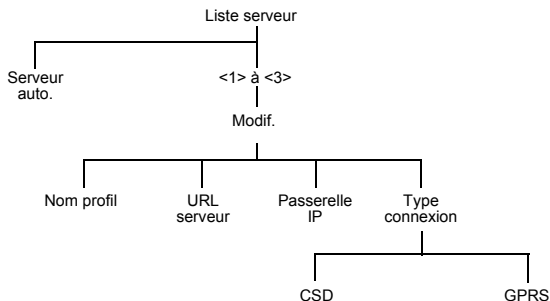 Liste serveur
Serveur
auto.
<1> à <3>
Modif.
Nom profil
URL
serveur
Passerelle
IP
Type
connexion
CSD
GPRS